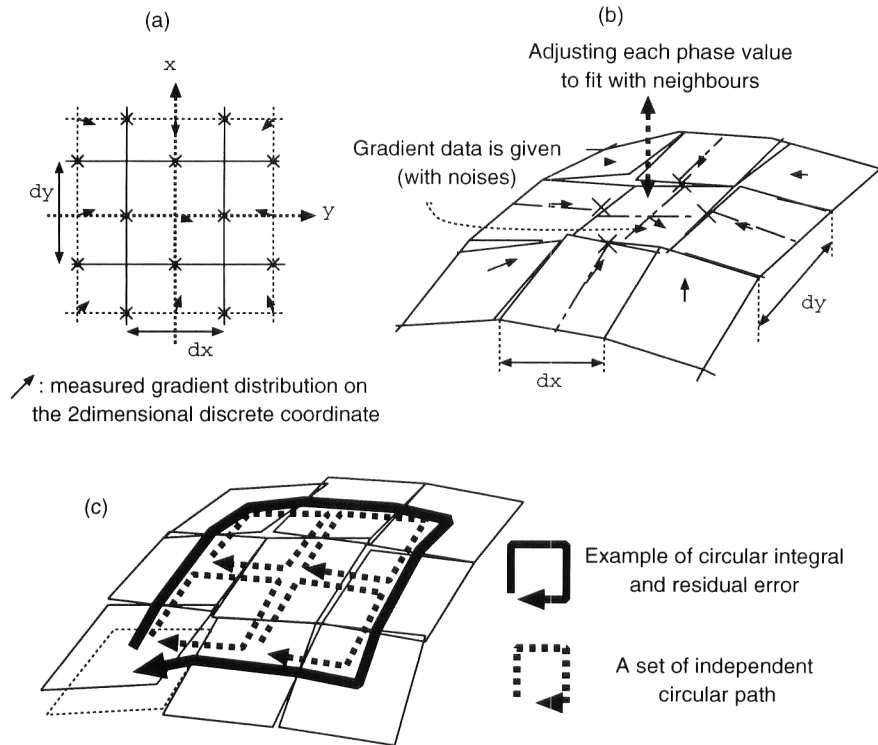 (a)
x
y
dy
dx
: measured gradient distribution on
the 2dimensional discrete coordinate
(b)
Adjusting each phase value
to fit with neighbours
Gradient data is given
(with noises)
dy
dx
(c)
Example of circular integral
and residual error
A set of independent
circular path